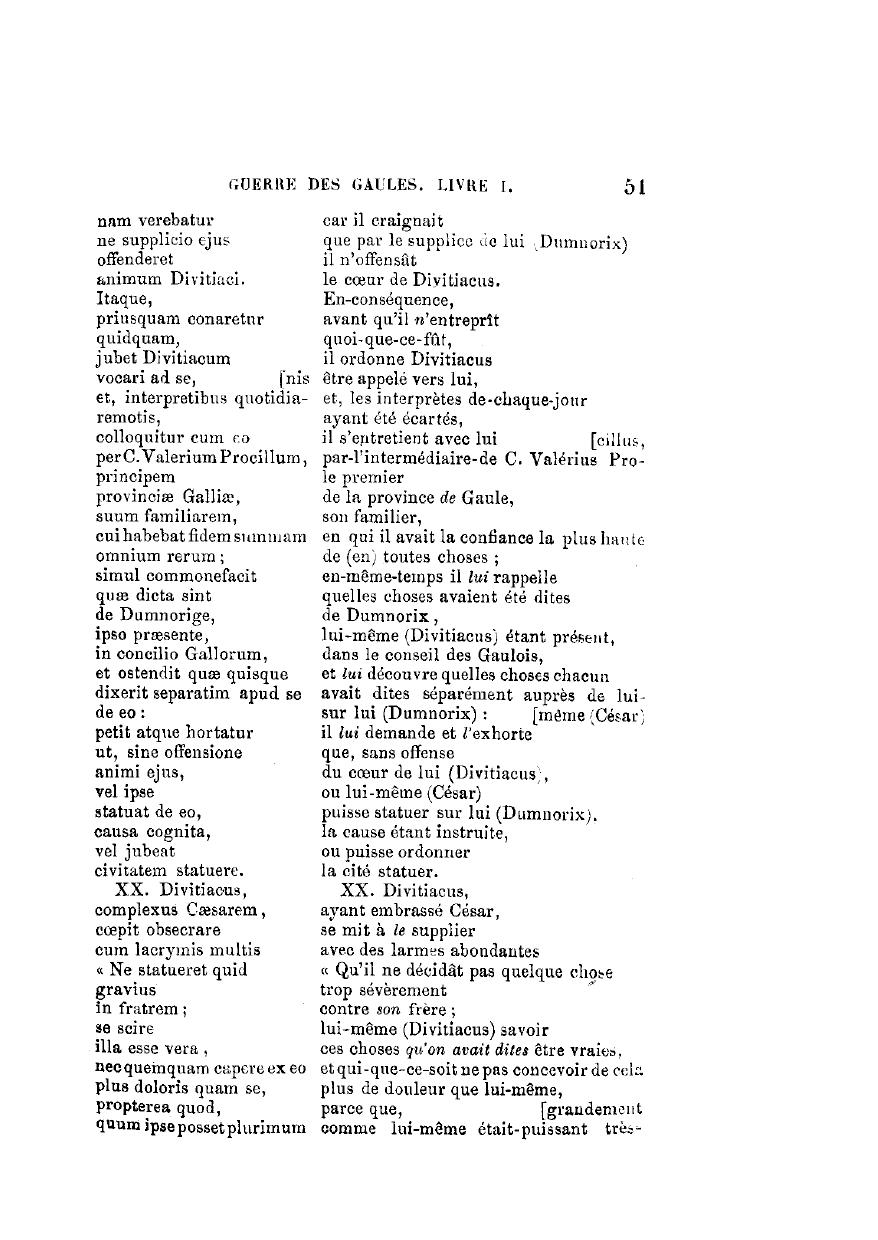 GUERRE DES GAULES. LIVRE I. 51
nam verebatur car il craignait
ne supplicio ejus que par le supplice de lui (Dumnorix)
offenderet il n'offensât
animum Divitiaci. le cœur de Divitiacus.
Itaque, En-conséquence,
priusquam conaretur avant qu'il n'entreprît
quidquam, quoi-que-ce-fût,
jubet Divitiacum il ordonne Divitiacus
vocari ad se, [nis être appelé vers lui,
et, interpretibus quotidia- et, les interprètes de-chaque-jour
remotis, ayant été écartés,
colloquitur cum eo il s'entretient avec lui [cillus,
per C. Valerium Procillum, par-l'intermédiaire-de C. Valérius Pro-
principem le premier
provinciæ Galliæ, de la province de Gaule,
suum familiarem, son familier,
cui habebat fidem summam en qui il avait la confiance la plus haute
omnium rerum; de (en) toutes choses;
simul commonefacit en-même-temps il lui rappelle
quæ dicta sint quelles choses avaient été dites
de Dumnorige, de Dumnorix,
ipso præsente, lui-même (Divitiacus) étant présent,
in concilio Gallorum, dans le conseil des Gaulois,
et ostendit quæ quisque et lui découvre quelles choses chacun
dixerit separatim apud se avait dites séparément auprès de lui-
de eo: sur lui (Dumnorix): [même (César)
petit atque hortatur il lui demande et l'exhorte
ut, sine offensione que, sans offense
animi ejus, du cœur de lui (Divitiacus),
vel ipse ou lui-même (César)
statuat de eo, puisse statuer sur lui (Dumnorix).
causa cognita, la cause étant instruite,
vel jubeat ou puisse ordonner
civitatem statuere. la cité statuer.
XX. Divitiacus, XX. Divitiacus,
complexus Cæsarem, ayant embrassé César,
cœpit obsecrare se mit à le supplier
cum lacrymis multis avec des larmes abondantes
« Ne statueret quid « Qu'il ne décidât pas quelque chose
gravius trop sévèrement
in fratrem; contre son frère;
se scire lui-même (Divitiacus) savoir
illa esse vera, ces choses qu'on avait dites être vraies,
nec quemquam capere ex eo et qui-que-ce-soit ne pas concevoir de cela
plus doloris quam se, plus de douleur que lui-même,
propterea quod, parce que, [grandement
quum ipse posset plurimum comme lui-même était-puissant très-